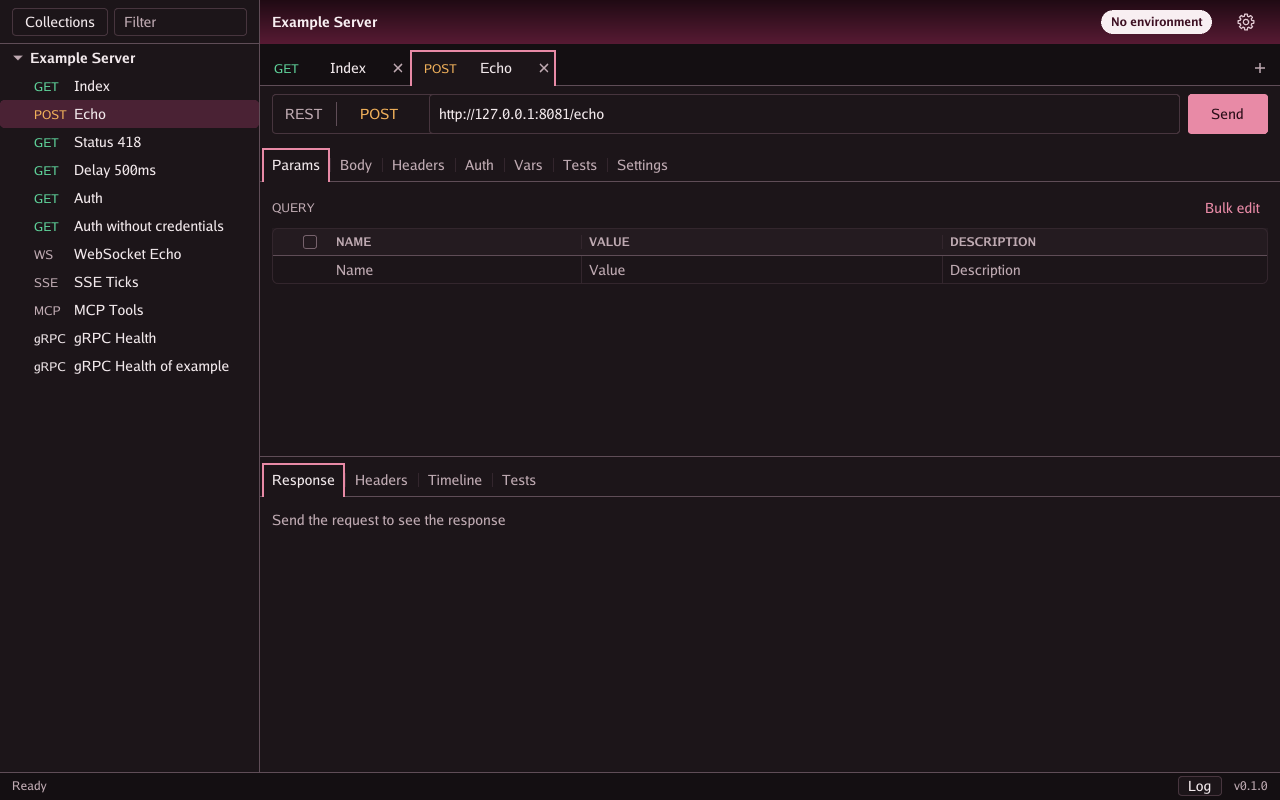 Collections Filter Example Server No environment
Example Server
GET Index
POST Echo
GET Status 418
GET Delay 500ms
GET Auth
GET Auth without credentials
WS WebSocket Echo
SSE SSE Ticks
MCP MCP Tools
gRPC gRPC Health
gRPC gRPC Health of example
GET Index POST Echo
REST POST http://127.0.0.1:8081/echo Send
Params Body Headers Auth Vars Tests Settings
QUERY Bulk edit
NAME VALUE DESCRIPTION
Name Value Description
Response Headers Timeline Tests
Send the request to see the response
Ready Log v0.1.0